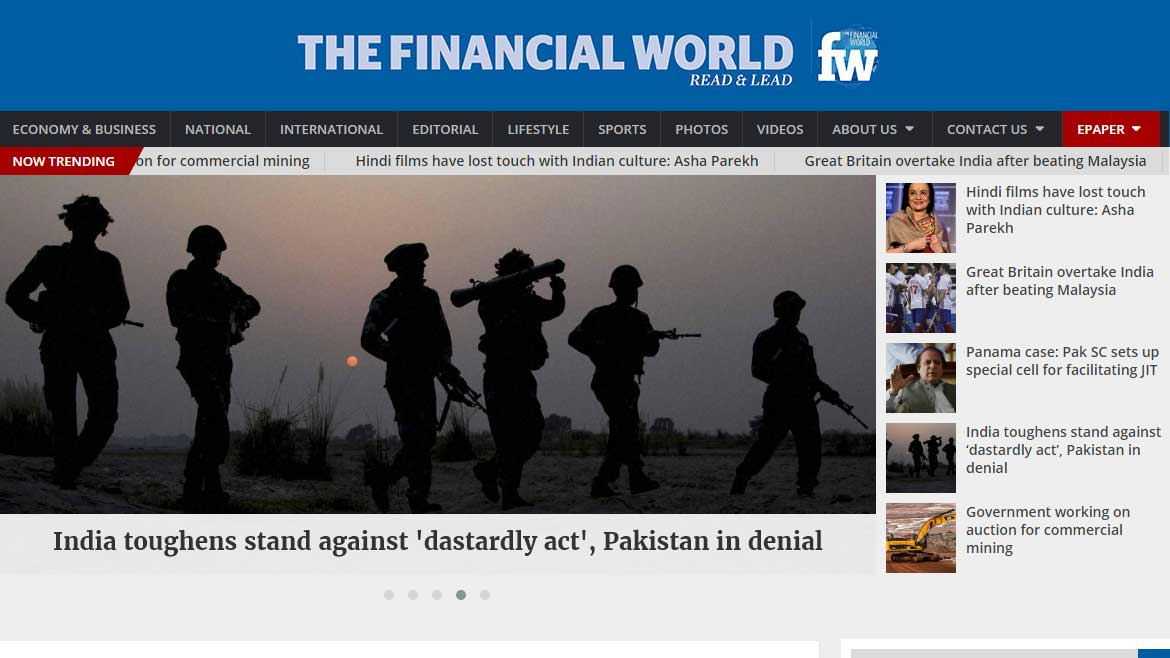 THE FINANCIAL WORLD
READ & LEAD
THE FINANCIAL
WORLD
fw
ECONOMY & BUSINESS NATIONAL INTERNATIONAL EDITORIAL LIFESTYLE SPORTS PHOTOS VIDEOS ABOUT US CONTACT US EPAPER
NOW TRENDING on for commercial mining Hindi films have lost touch with Indian culture: Asha Parekh Great Britain overtake India after beating Malaysia
Hindi films have lost touch
with Indian culture: Asha
Parekh
Great Britain overtake India
after beating Malaysia
Panama case: Pak SC sets up
special cell for facilitating JIT
India toughens stand against
‘dastardly act’, Pakistan in
denial
Government working on
auction for commercial
mining
India toughens stand against 'dastardly act', Pakistan in denial